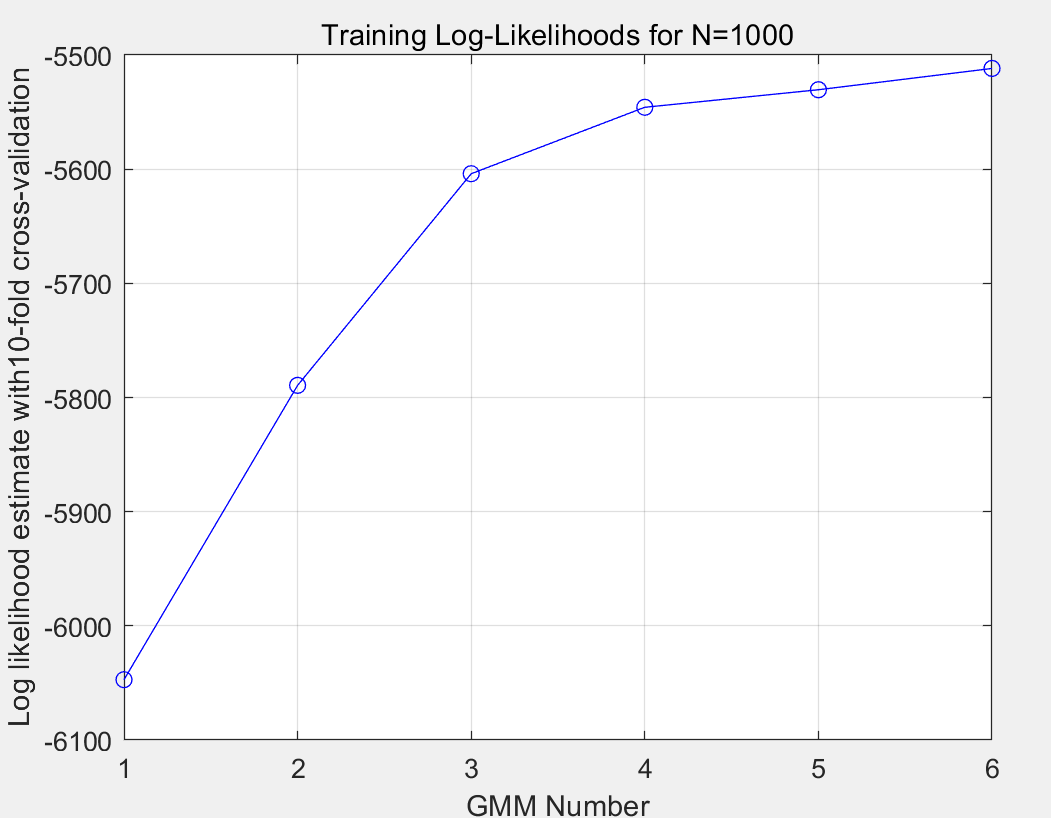 Training Log-Likelihoods for N=1000
Log likelihood estimate with10-fold cross-validation
-5500
-5600
-5700
-5800
-5900
-6000
-6100
1 2 3 4 5 6
GMM Number